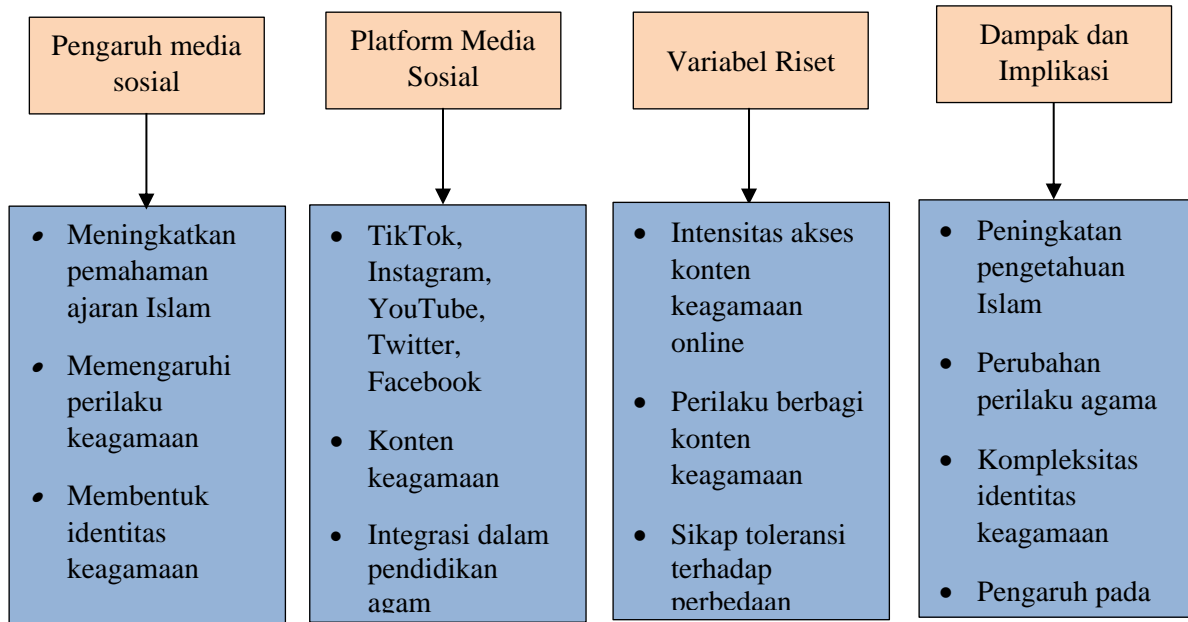 Pengaruh media
sosial
Meningkatkan
pemahaman
ajaran Islam
Memengaruhi
perilaku
keagamaan
Membentuk
identitas
keagamaan
Platform Media
Sosial
TikTok,
Instagram,
YouTube,
Twitter,
Facebook
Konten
keagamaan
Integrasi dalam
pendidikan
agam
Variabel Riset
Intensitas akses
konten
keagamaan
online
Perilaku berbagi
konten
keagamaan
Sikap toleransi
terhadap
perbedaan
Dampak dan
Implikasi
Peningkatan
pengetahuan
Islam
Perubahan
perilaku agama
Kompleksitas
identitas
keagamaan
Pengaruh pada